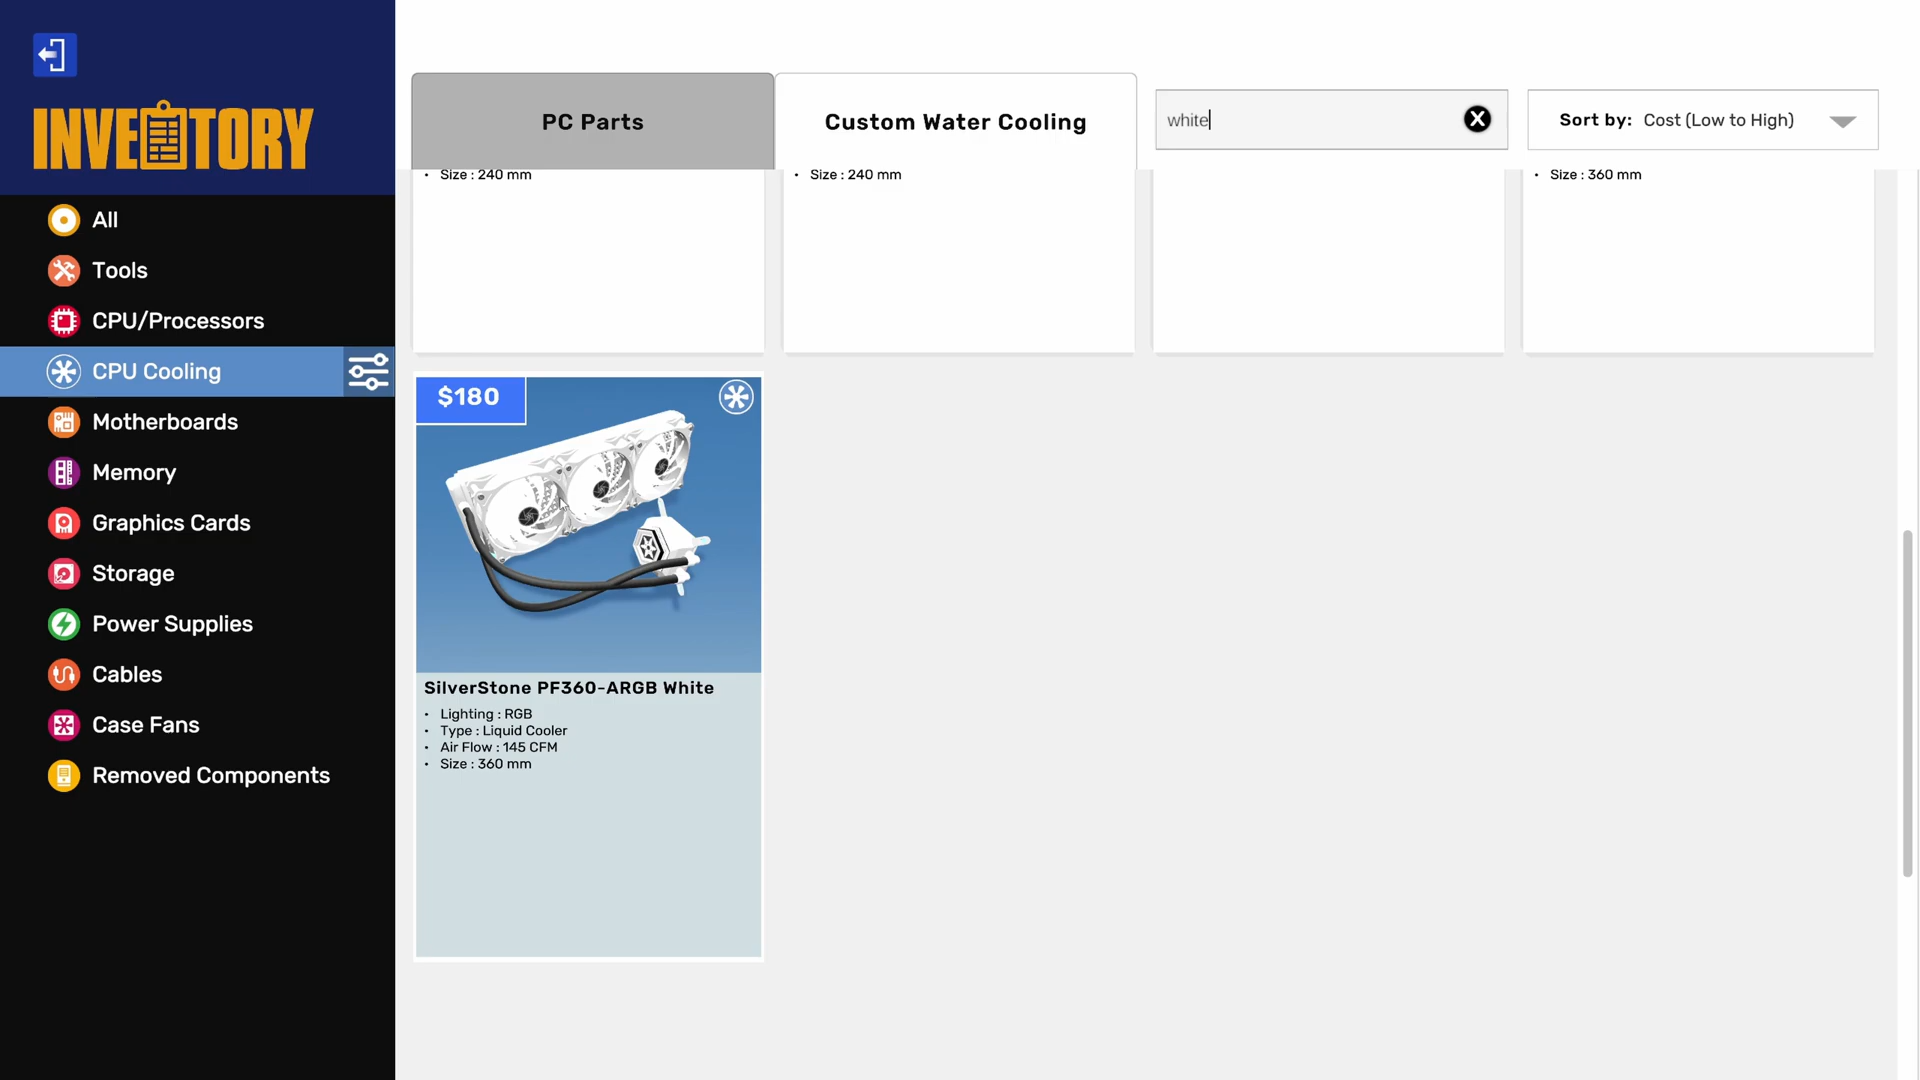 INVENTORY
PC Parts
Custom Water Cooling
white
Sort by: Cost (Low to High)
All
Tools
CPU/Processors
CPU Cooling
Motherboards
Memory
Graphics Cards
Storage
Power Supplies
Cables
Case Fans
Removed Components
• Size : 240 mm
• Size : 240 mm
• Size : 360 mm
$180
SilverStone PF360-ARGB White
• Lighting : RGB
• Type : Liquid Cooler
• Air Flow : 145 CFM
• Size : 360 mm